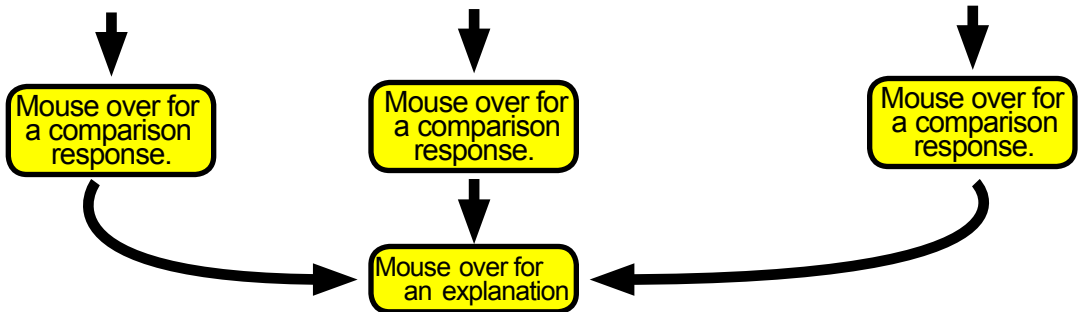 Mouse over for
a comparison
response.
Mouse over for
a comparison
response.
Mouse over for
a comparison
response.
Mouse over for
an explanation